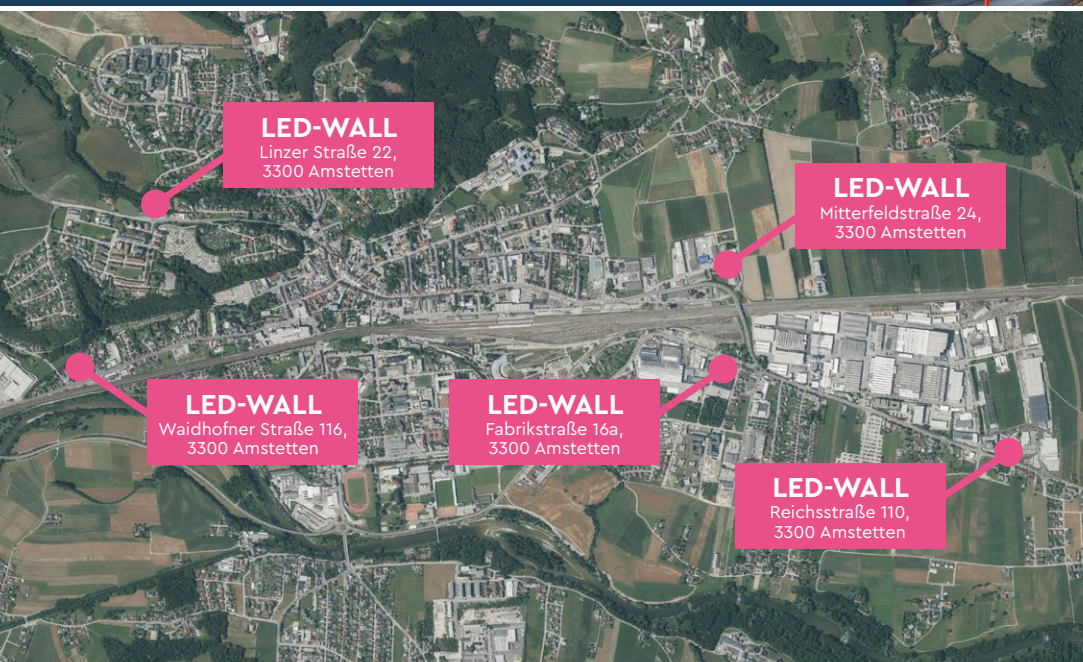 LED-WALL
Linzer Straße 22,
3300 Amstetten
LED-WALL
Mitterfeldstraße 24,
3300 Amstetten
LED-WALL
Waidhofner Straße 116,
3300 Amstetten
LED-WALL
Fabrikstraße 16a,
3300 Amstetten
LED-WALL
Reichsstraße 110,
3300 Amstetten